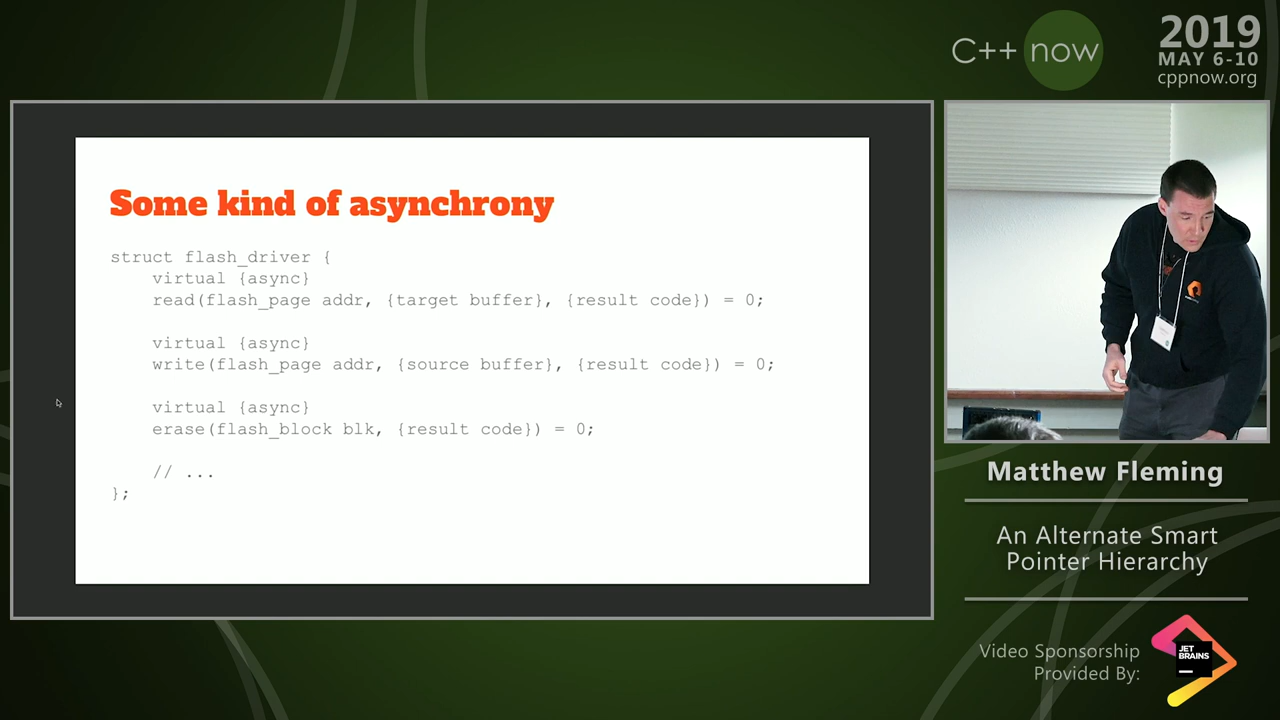 C++ now
2019
MAY 6-10
cppnow.org
Some kind of asynchrony
struct flash_driver {
virtual {async}
read(flash_page addr, {target buffer}, {result code}) = 0;
virtual {async}
write(flash_page addr, {source buffer}, {result code}) = 0;
virtual {async}
erase(flash_block blk, {result code}) = 0;
// ...
};
Matthew Fleming
An Alternate Smart
Pointer Hierarchy
Video Sponsorship
Provided By:
JET
BRAINS